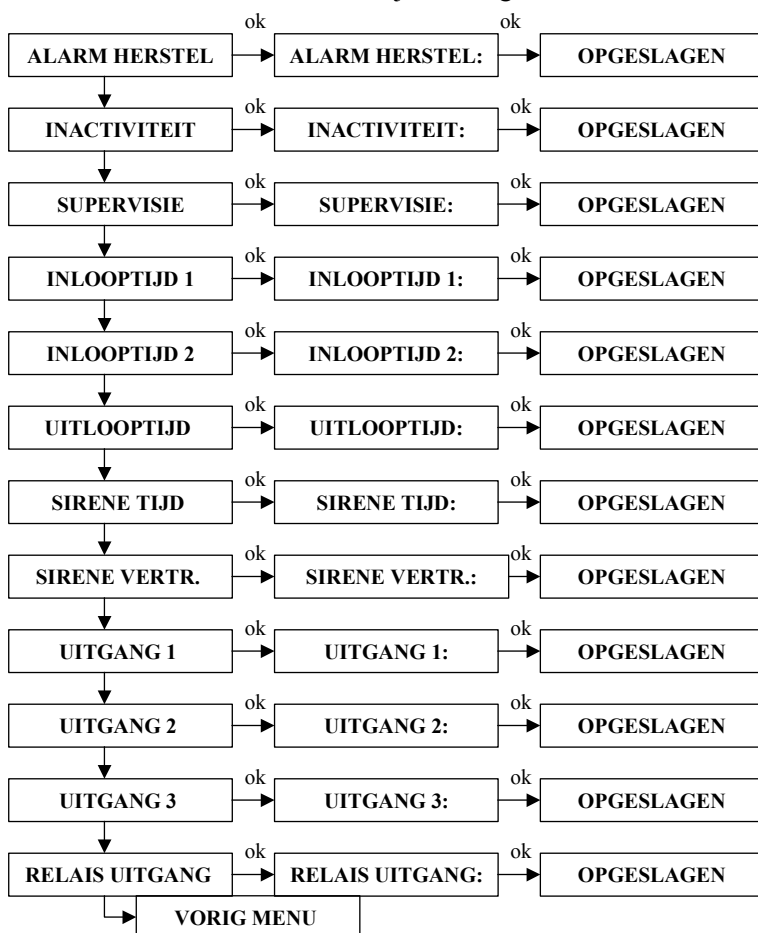 ok ok
ALARM HERSTEL ALARM HERSTEL: OPGESLAGEN
ok ok
INACTIVITEIT INACTIVITEIT: OPGESLAGEN
ok ok
SUPERVISIE SUPERVISIE: OPGESLAGEN
ok ok
INLOOPTIJD 1 INLOOPTIJD 1: OPGESLAGEN
ok ok
INLOOPTIJD 2 INLOOPTIJD 2: OPGESLAGEN
ok ok
UITLOOPTIJD UITLOOPTIJD: OPGESLAGEN
ok ok
SIRENE TIJD SIRENE TIJD: OPGESLAGEN
ok ok
SIRENE VERTR. SIRENE VERTR.: OPGESLAGEN
ok ok
UITGANG 1 UITGANG 1: OPGESLAGEN
ok ok
UITGANG 2 UITGANG 2: OPGESLAGEN
ok ok
UITGANG 3 UITGANG 3: OPGESLAGEN
ok ok
RELAIS UITGANG RELAIS UITGANG: OPGESLAGEN
VORIG MENU